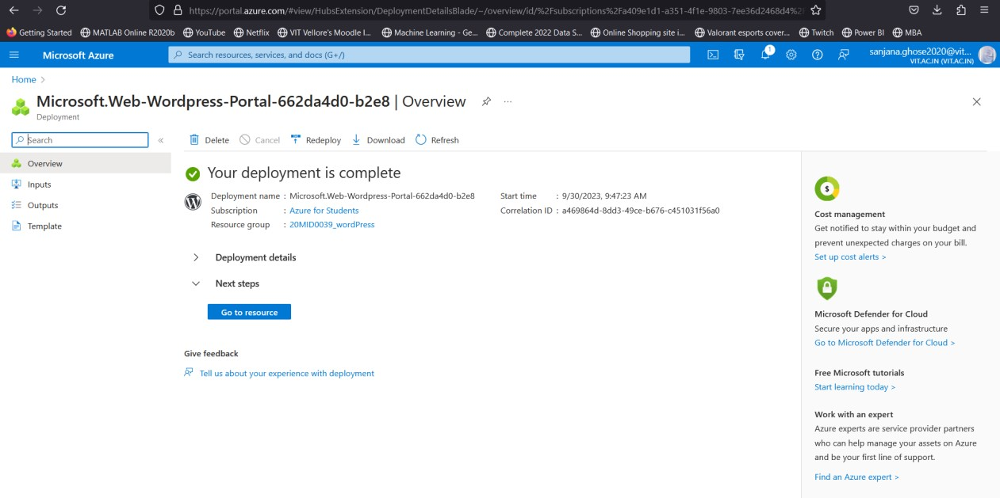 https://portal.azure.com/#view/HubsExtension/DeploymentDetailsBlade/~/overview/id/%2Fsubscriptions%2Fa409e1d1-a351-4f1e-9803-7ee36d2468d4%2F
Getting Started MATLAB Online R2020b YouTube Netflix VIT Vellore's Moodle l... Machine Learning - Ge... Complete 2022 Data S... Online Shopping site i... Valorant esports cover... Twitch Power BI MBA
Microsoft Azure
Search resources, services, and docs (G+/)
1
sanjana.ghose2020@vit...
VIT.AC.IN (VIT.AC.IN)
Home >
Microsoft.Web-Wordpress-Portal-662da4d0-b2e8 | Overview
Deployment
Search
«
Overview
Inputs
Outputs
Template
Delete Cancel Redeploy Download Refresh
Your deployment is complete
Deployment name : Microsoft.Web-Wordpress-Portal-662da4d0-b2e8
Subscription : Azure for Students
Resource group : 20MID0039_wordPress
Start time : 9/30/2023, 9:47:23 AM
Correlation ID : a469864d-8dd3-49ce-b676-c451031f56a0
Deployment details
Next steps
Go to resource
Give feedback
Tell us about your experience with deployment
$
Cost management
Get notified to stay within your budget and
prevent unexpected charges on your bill.
Set up cost alerts >
Microsoft Defender for Cloud
Secure your apps and infrastructure
Go to Microsoft Defender for Cloud >
Free Microsoft tutorials
Start learning today >
Work with an expert
Azure experts are service provider partners
who can help manage your assets on Azure
and be your first line of support.
Find an Azure expert >